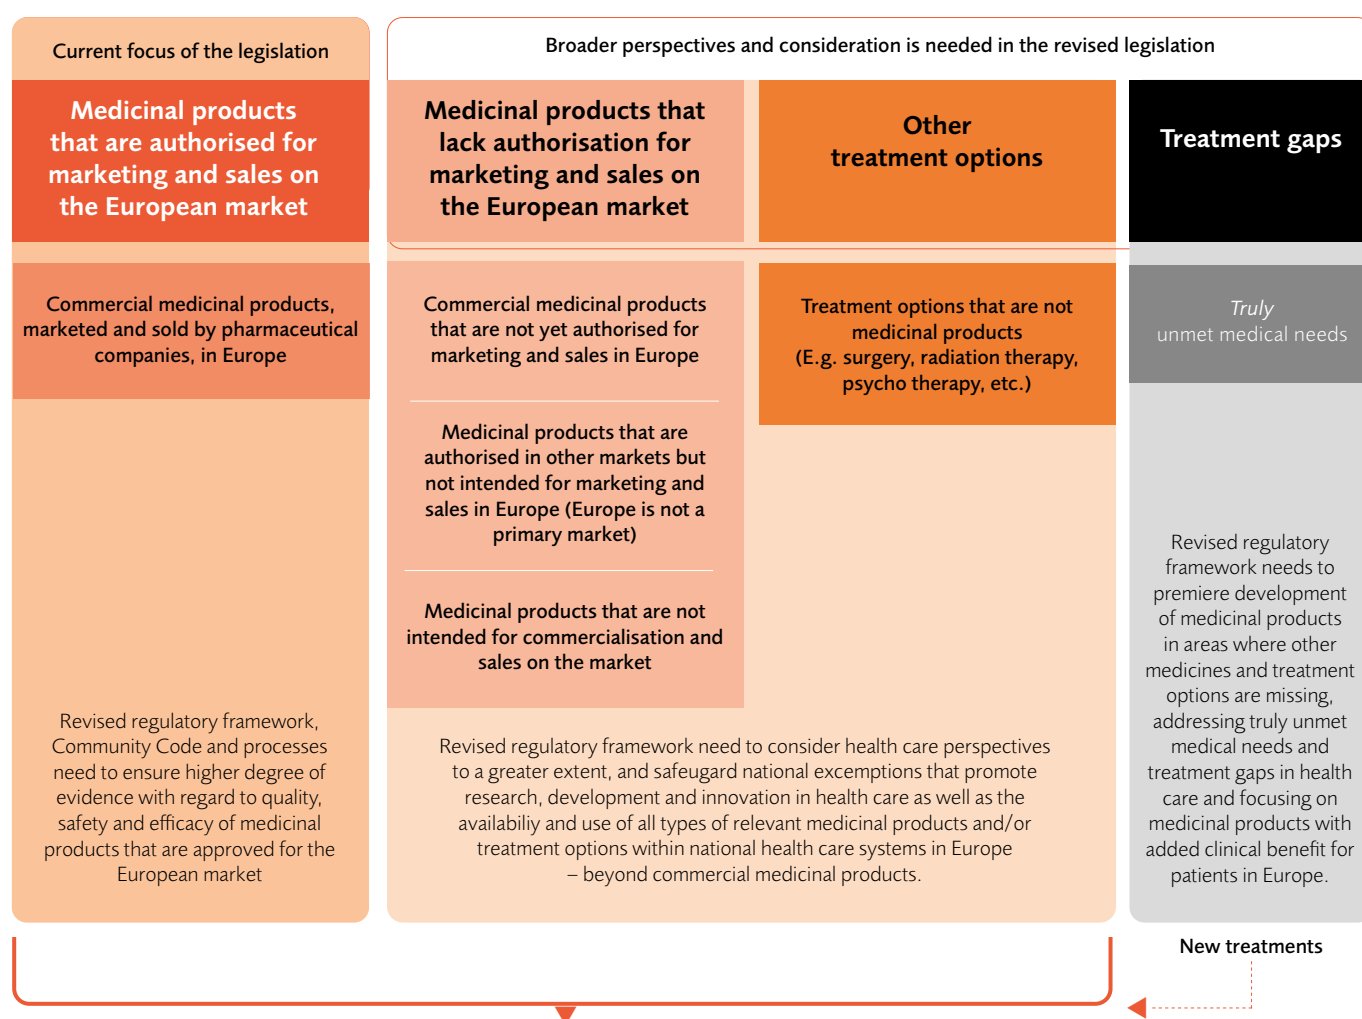 Current focus of the legislation
Broader perspectives and consideration is needed in the revised legislation
Medicinal products
that are authorised for
marketing and sales on
the European market
Medicinal products that
lack authorisation for
marketing and sales on
the European market
Other
treatment options
Treatment gaps
Commercial medicinal products,
marketed and sold by pharmaceutical
companies, in Europe
Commercial medicinal products
that are not yet authorised for
marketing and sales in Europe
Medicinal products that are
authorised in other markets but
not intended for marketing and
sales in Europe (Europe is not a
primary market)
Medicinal products that are not
intended for commercialisation and
sales on the market
Treatment options that are not
medicinal products
(E.g. surgery, radiation therapy,
psycho therapy, etc.)
Truly
unmet medical needs
Revised regulatory framework,
Community Code and processes
need to ensure higher degree of
evidence with regard to quality,
safety and efficacy of medicinal
products that are approved for the
European market
Revised regulatory framework need to consider health care perspectives
to a greater extent, and safeugard national excemptions that promote
research, development and innovation in health care as well as the
availabiliy and use of all types of relevant medicinal products and/or
treatment options within national health care systems in Europe
– beyond commercial medicinal products.
Revised regulatory
framework needs to
premiere development
of medicinal products
in areas where other
medicines and treatment
options are missing,
addressing truly unmet
medical needs and
treatment gaps in health
care and focusing on
medicinal products with
added clinical benefit for
patients in Europe.
New treatments